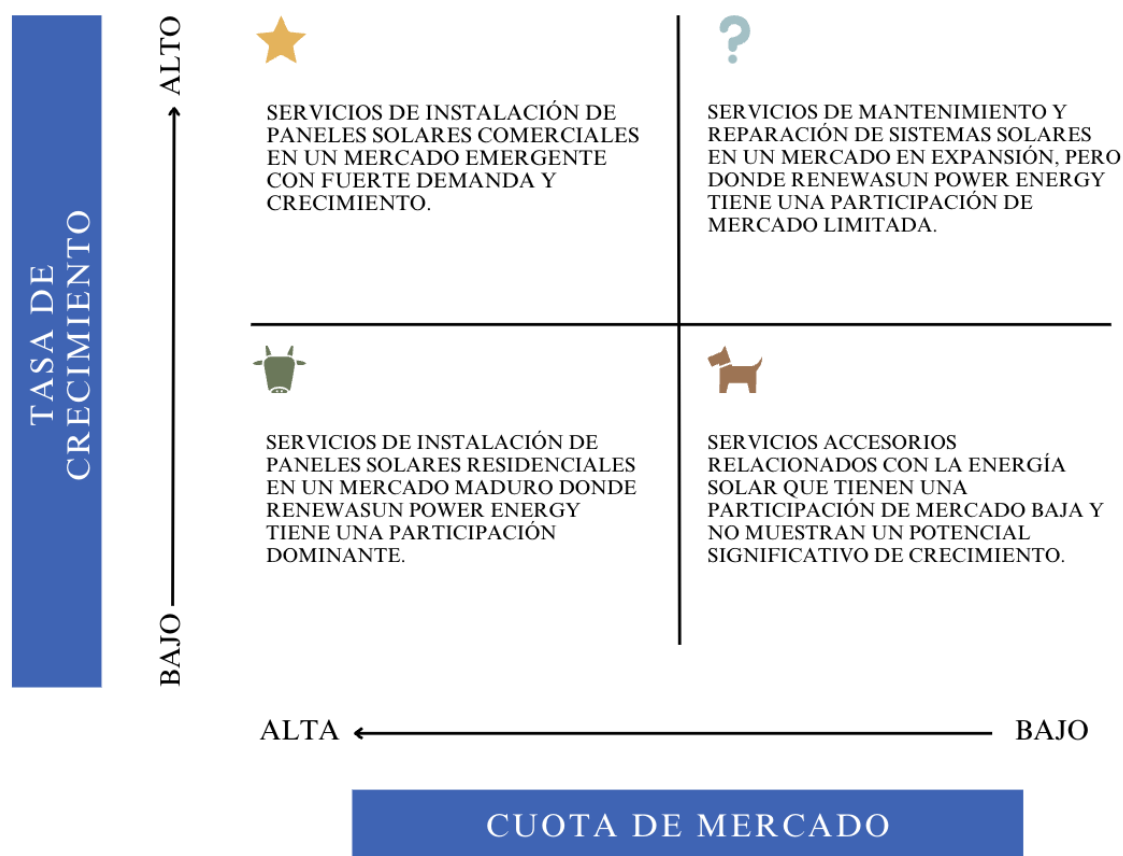 TASA DE
CRECIMIENTO
ALTO
BAJO
SERVICIOS DE INSTALACIÓN DE
PANELES SOLARES COMERCIALES
EN UN MERCADO EMERGENTE
CON FUERTE DEMANDA Y
CRECIMIENTO.
?
SERVICIOS DE MANTENIMIENTO Y
REPARACIÓN DE SISTEMAS SOLARES
EN UN MERCADO EN EXPANSIÓN, PERO
DONDE RENEWASUN POWER ENERGY
TIENE UNA PARTICIPACIÓN DE
MERCADO LIMITADA.
SERVICIOS DE INSTALACIÓN DE
PANELES SOLARES RESIDENCIALES
EN UN MERCADO MADURO DONDE
RENEWASUN POWER ENERGY
TIENE UNA PARTICIPACIÓN
DOMINANTE.
SERVICIOS ACCESORIOS
RELACIONADOS CON LA ENERGÍA
SOLAR QUE TIENEN UNA
PARTICIPACIÓN DE MERCADO BAJA Y
NO MUESTRAN UN POTENCIAL
SIGNIFICATIVO DE CRECIMIENTO.
ALTA
BAJO
CUOTA DE MERCADO